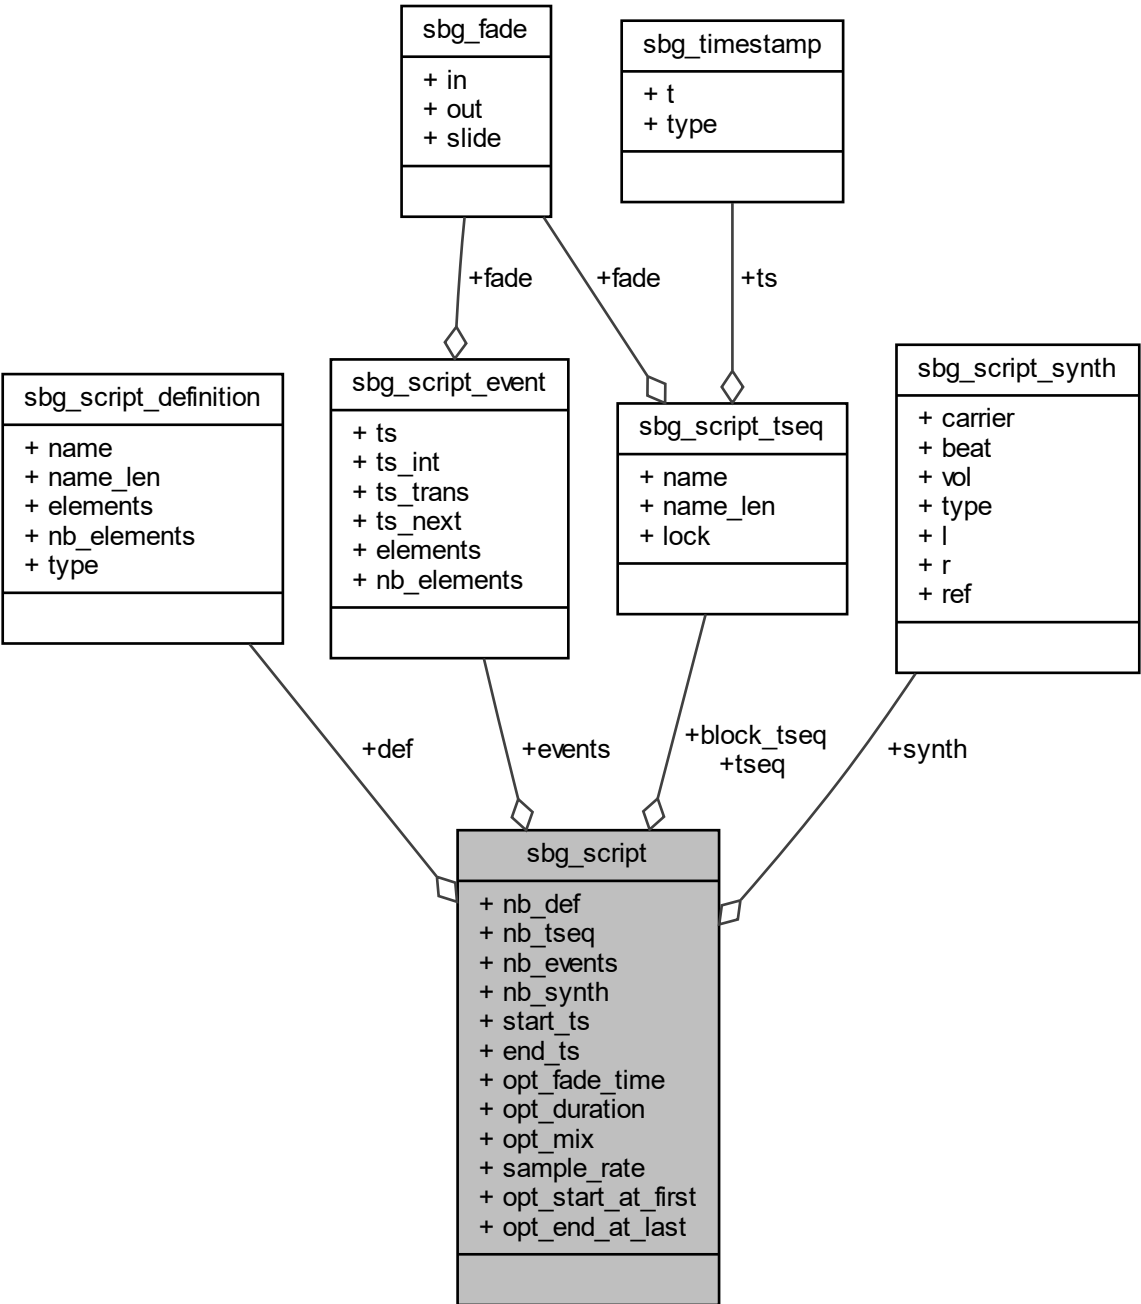 sbg_fade
+ in
+ out
+ slide
sbg_timestamp
+ t
+ type
+fade
+fade
+ts
sbg_script_definition
+ name
+ name_len
+ elements
+ nb_elements
+ type
sbg_script_event
+ ts
+ ts_int
+ ts_trans
+ ts_next
+ elements
+ nb_elements
sbg_script_tseq
+ name
+ name_len
+ lock
sbg_script_synth
+ carrier
+ beat
+ vol
+ type
+ l
+ r
+ ref
+def
+events
+block_tseq
+tseq
+synth
sbg_script
+ nb_def
+ nb_tseq
+ nb_events
+ nb_synth
+ start_ts
+ end_ts
+ opt_fade_time
+ opt_duration
+ opt_mix
+ sample_rate
+ opt_start_at_first
+ opt_end_at_last